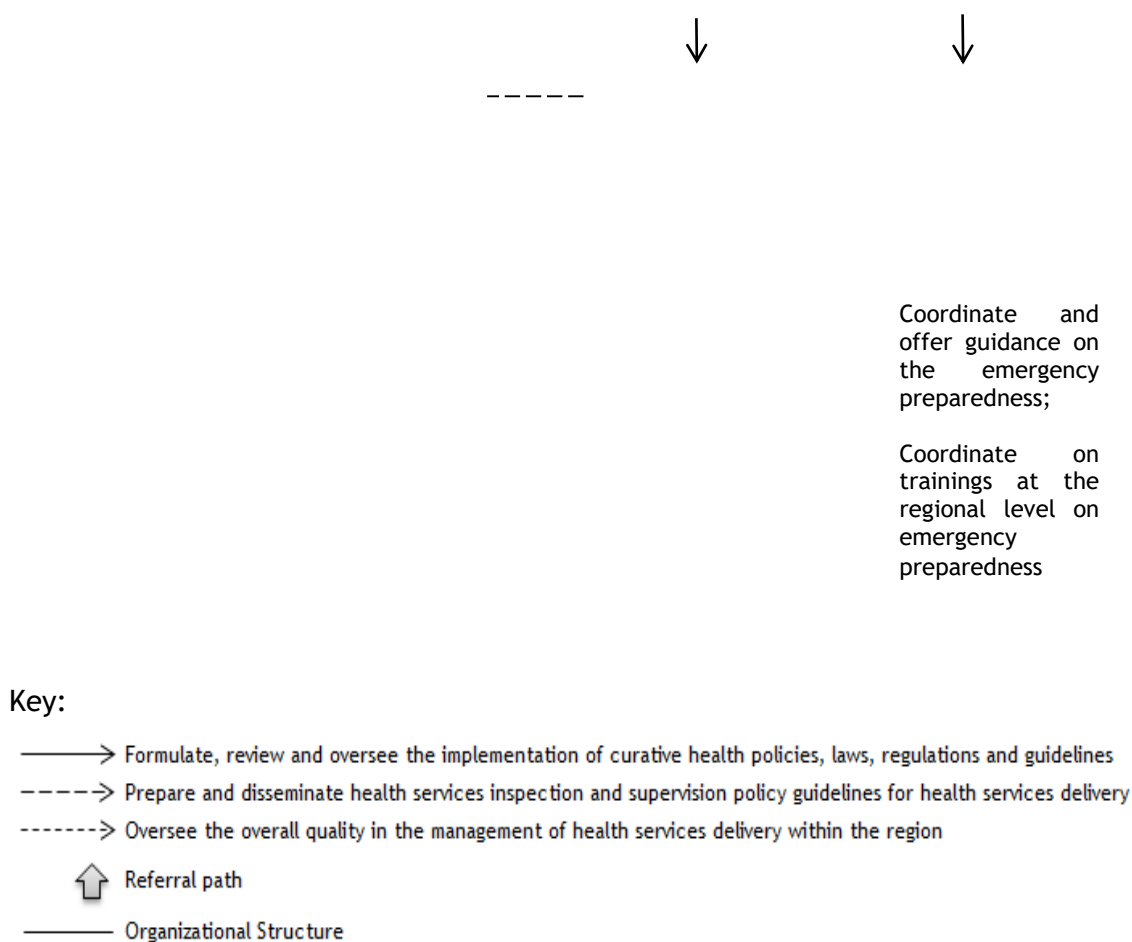 Coordinate and
offer guidance on
the emergency
preparedness;
Coordinate on
trainings at the
regional level on
emergency
preparedness
Key:
Formulate, review and oversee the implementation of curative health policies, laws, regulations and guidelines
Prepare and disseminate health services inspection and supervision policy guidelines for health services delivery
Oversee the overall quality in the management of health services delivery within the region
Referral path
Organizational Structure